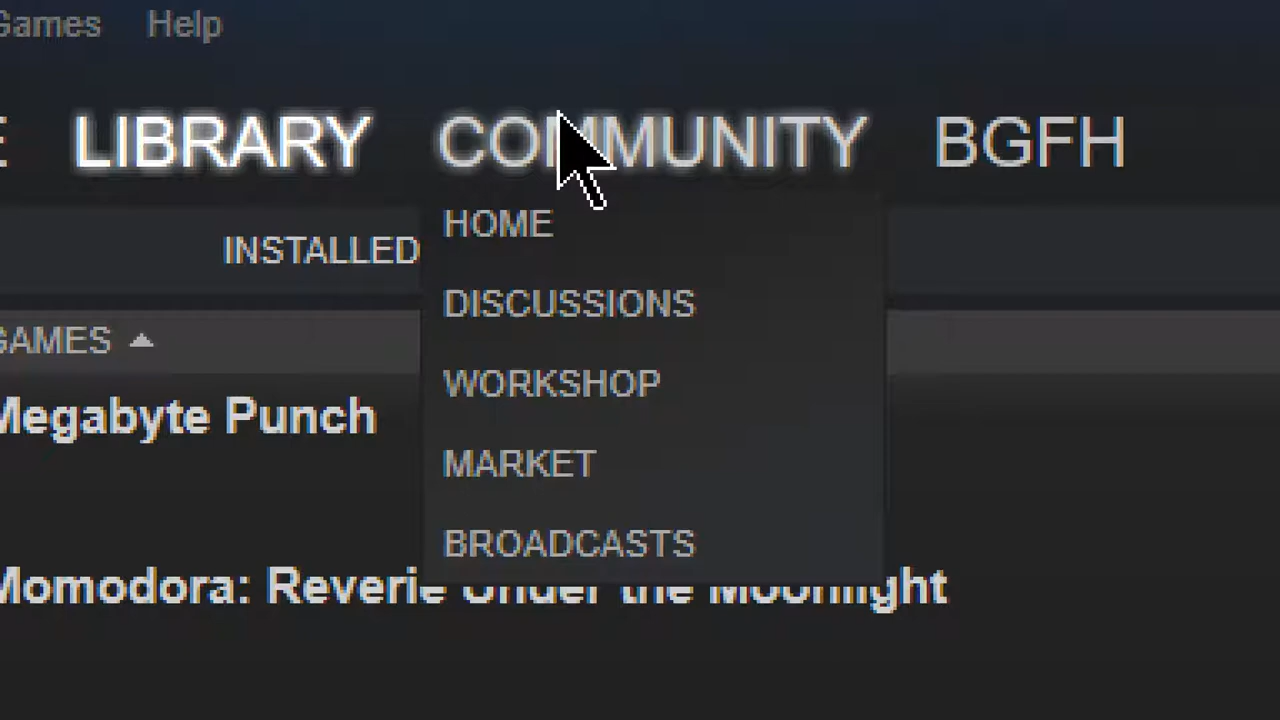 Games Help
E LIBRARY COMMUNITY BGFH
HOME
INSTALLED
DISCUSSIONS
GAMES
WORKSHOP
Megabyte Punch
MARKET
BROADCASTS
Momodora: Reverie Under the Moonlight